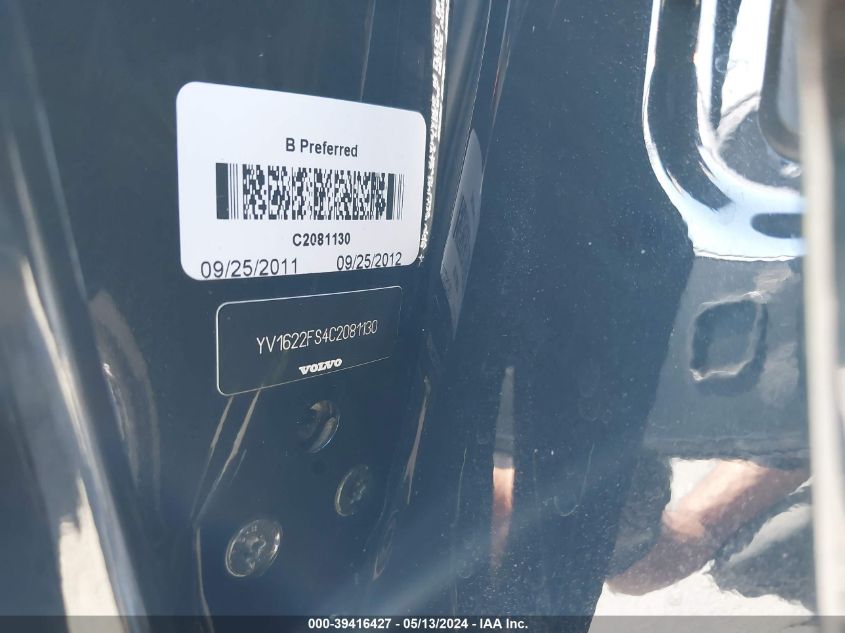 B Preferred
C2081130
09/25/2011 09/25/2012
YV1622FS4C2081130
VOLVO
000-39416427 - 05/13/2024 - IAA Inc.